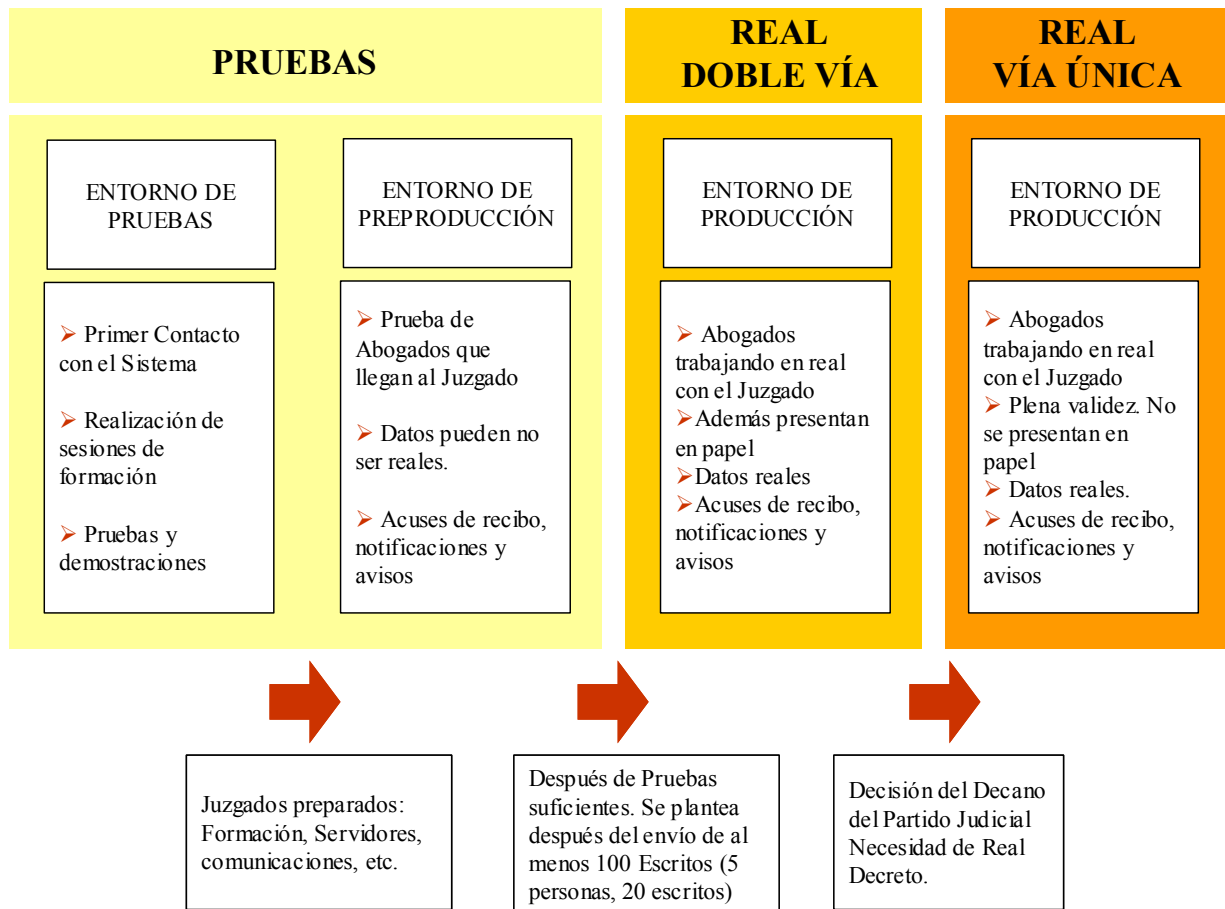 PRUEBAS
REAL
DOBLE VÍA
REAL
VÍA ÚNICA
ENTORNO DE
PRUEBAS
ENTORNO DE
PREPRODUCCIÓN
ENTORNO DE
PRODUCCIÓN
ENTORNO DE
PRODUCCIÓN
➢ Primer Contacto
con el Sistema
➢ Realización de
sesiones de
formación
➢ Pruebas y
demostraciones
➢ Prueba de
Abogados que
llegan al Juzgado
➢ Datos pueden no
ser reales.
➢ Acuses de recibo,
notificaciones y
avisos
➢ Abogados
trabajando en real
con el Juzgado
➢Además presentan
en papel
➢Datos reales
➢Acuses de recibo,
notificaciones y
avisos
➢ Abogados
trabajando en real
con el Juzgado
➢ Plena validez. No
se presentan en
papel
➢ Datos reales.
➢ Acuses de recibo,
notificaciones y
avisos
Juzgados preparados:
Formación, Servidores,
comunicaciones, etc.
Después de Pruebas
suficientes. Se plantea
después del envío de al
menos 100 Escritos (5
personas, 20 escritos)
Decisión del Decano
del Partido Judicial
Necesidad de Real
Decreto.